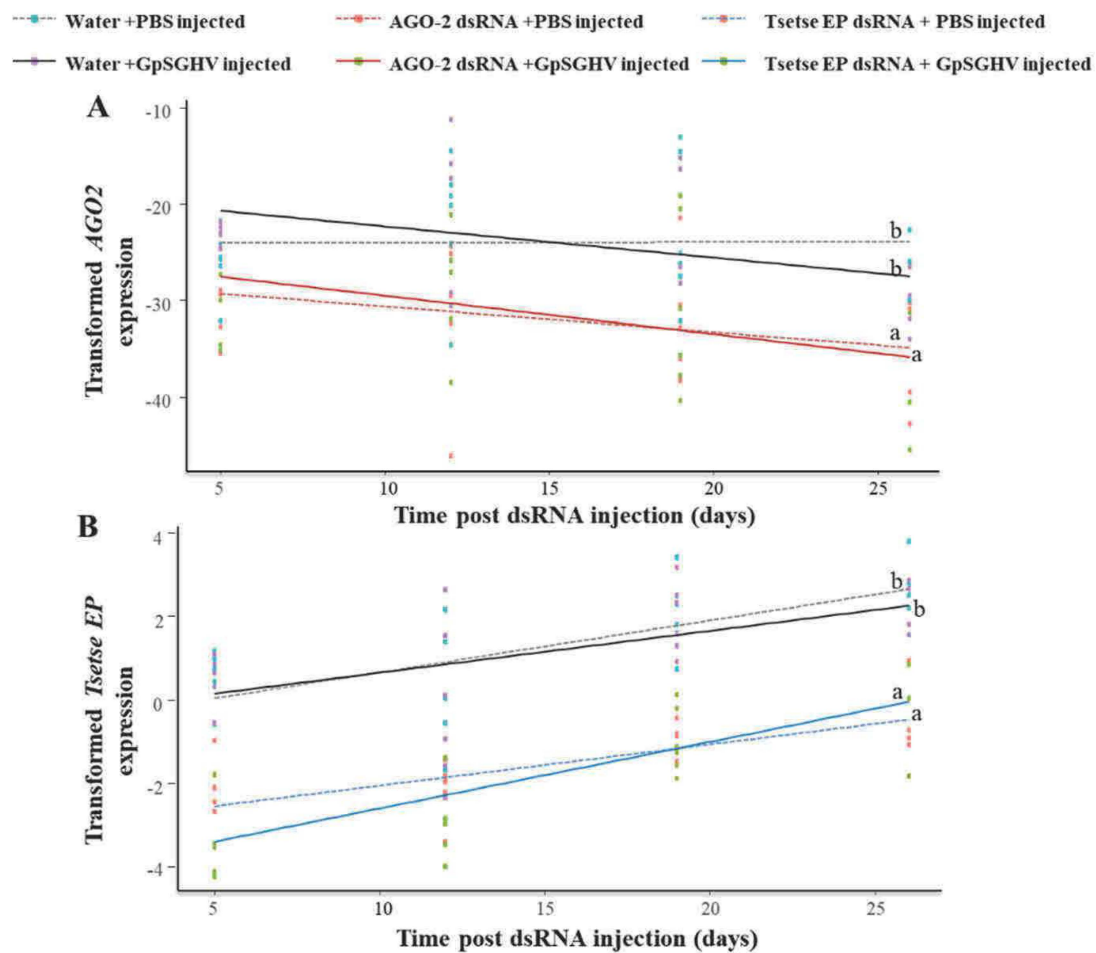 Water +PBS injected
AGO-2 dsRNA +PBS injected
Tsetse EP dsRNA + PBS injected
Water +GpSGHV injected
AGO-2 dsRNA +GpSGHV injected
Tsetse EP dsRNA + GpSGHV injected
A
Transformed AGO2
expression
-10
-20
-30
-40
b
b
a
a
5
10
15
20
25
Time post dsRNA injection (days)
B
Transformed Tsetse EP
expression
4
2
0
-2
-4
b
b
a
a
5
10
15
20
25
Time post dsRNA injection (days)